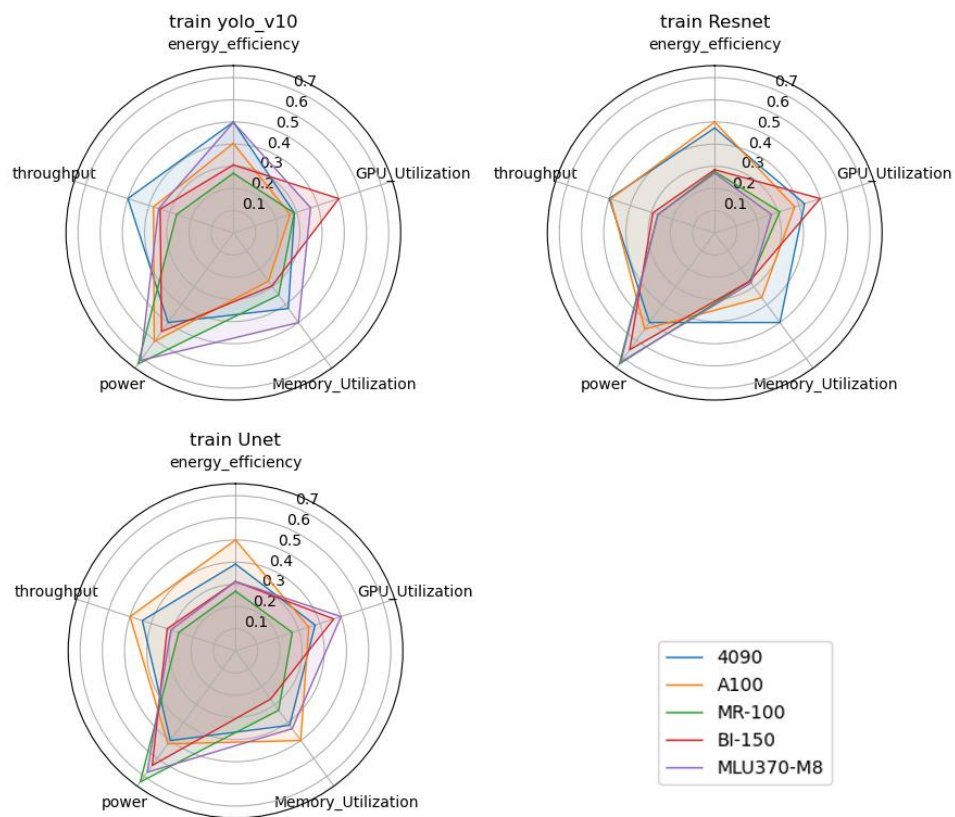 train yolo_v10
energy_efficiency
0.7
0.6
0.5
0.4
0.3
0.2
0.1
throughput
GPU_Utilization
power
Memory_Utilization
train Resnet
energy_efficiency
0.7
0.6
0.5
0.4
0.3
0.2
0.1
throughput
GPU_Utilization
power
Memory_Utilization
train Unet
energy_efficiency
0.7
0.6
0.5
0.4
0.3
0.2
0.1
throughput
GPU_Utilization
power
Memory_Utilization
4090
A100
MR-100
BI-150
MLU370-M8